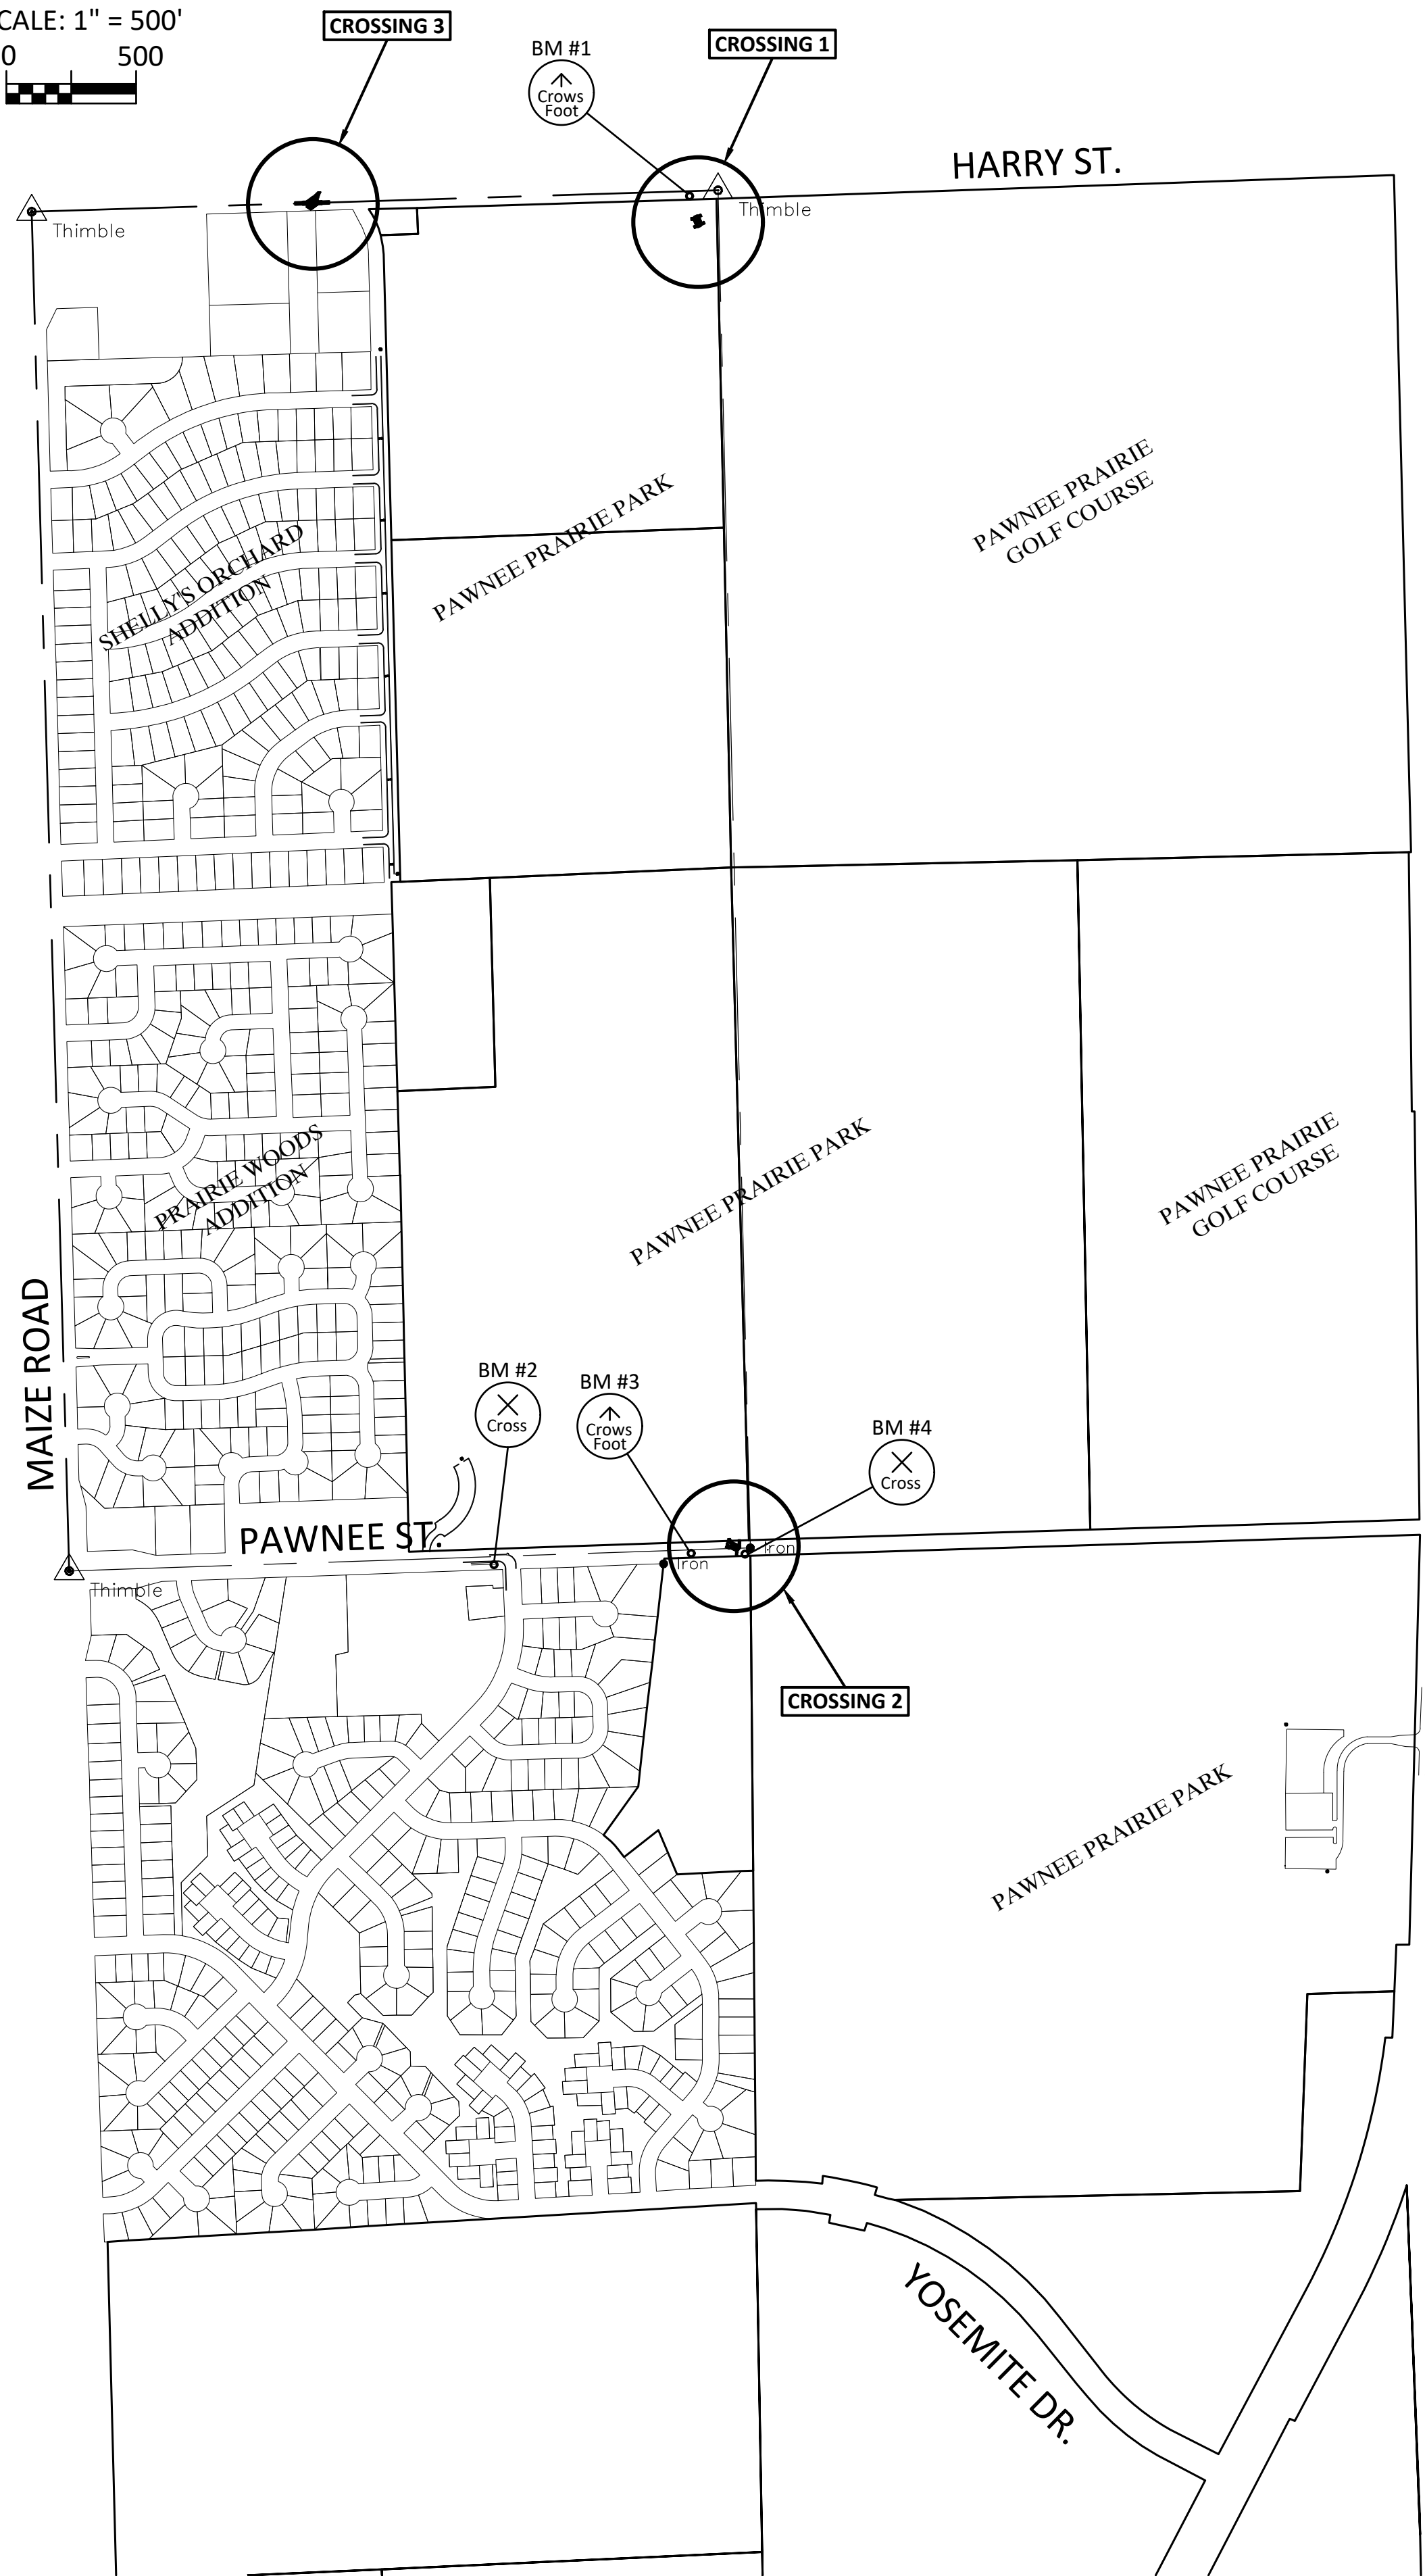 CALE: 1" = 500'
0 500
CROSSING 3
BM #1
Crows
Foot
CROSSING 1
HARRY ST.
Thimble
Thimble
PAWNEE PRAIRIE
GOLF COURSE
PAWNEE PRAIRIE PARK
SHELLY'S ORCHARD
ADDITION
PRAIRIE WOODS
ADDITION
PAWNEE PRAIRIE PARK
PAWNEE PRAIRIE
GOLF COURSE
MAIZE ROAD
BM #2
Cross
BM #3
Crows
Foot
BM #4
Cross
PAWNEE ST.
Iron
Iron
Thimble
CROSSING 2
PAWNEE PRAIRIE PARK
YOSEMITE DR.